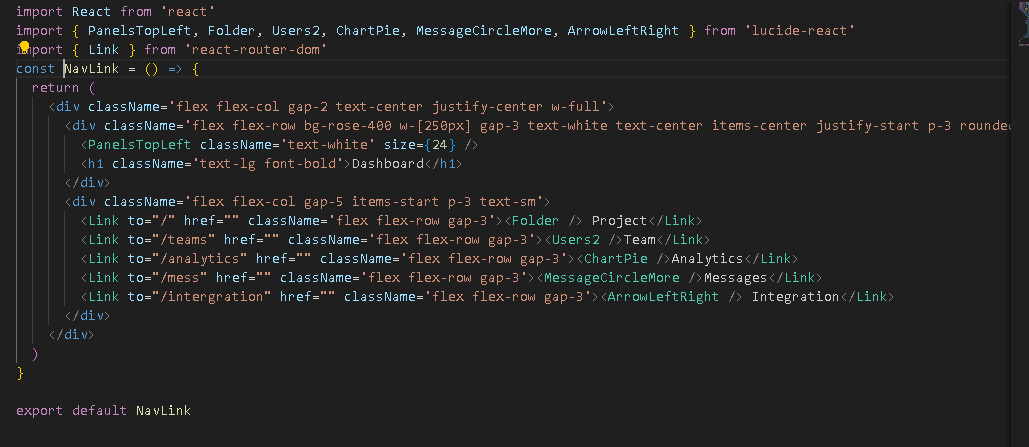 import React from 'react'
import { PanelsTopLeft, Folder, Users2, ChartPie, MessageCircleMore, ArrowLeftRight } from 'lucide-react'
import { Link } from 'react-router-dom'
const NavLink = () => {
return (
<div className='flex flex-col gap-2 text-center justify-center w-full'>
<div className='flex flex-row bg-rose-400 w-[250px] gap-3 text-white text-center items-center justify-start p-3
<PanelsTopLeft className='text-white' size={24} />
<h1 className='text-lg font-bold'>Dashboard</h1>
</div>
<div className='flex flex-col gap-5 items-start p-3 text-sm'>
<Link to="/" href="" className='flex flex-row gap-3'><Folder /> Project</Link>
<Link to="/teams" href="" className='flex flex-row gap-3'><Users2 />Team</Link>
<Link to="/analytics" href="" className='flex flex-row gap-3'><ChartPie />Analytics</Link>
<Link to="/mess" href="" className='flex flex-row gap-3'><MessageCircleMore />Messages</Link>
<Link to="/intergration" href="" className='flex flex-row gap-3'><ArrowLeftRight /> Integration</Link>
</div>
</div>
)
}
export default NavLink